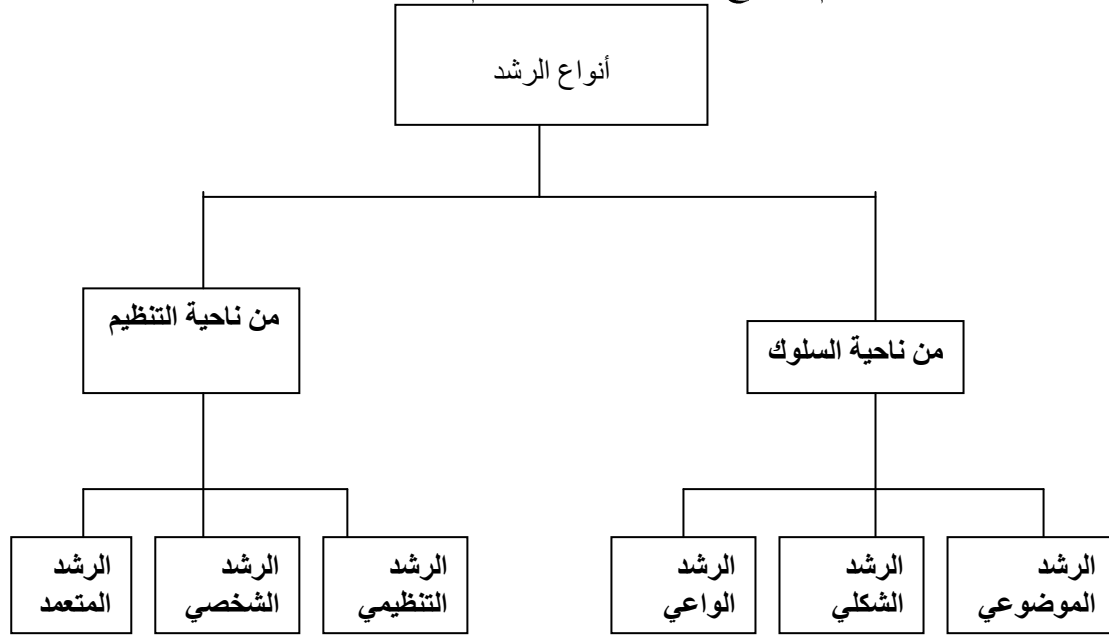 أنواع الرشد
من ناحية السلوك
من ناحية التنظيم
الرشد
الموضوعي
الرشد
الشكلي
الرشد
الواعي
الرشد
التنظيمي
الرشد
الشخصي
الرشد
المتعمد